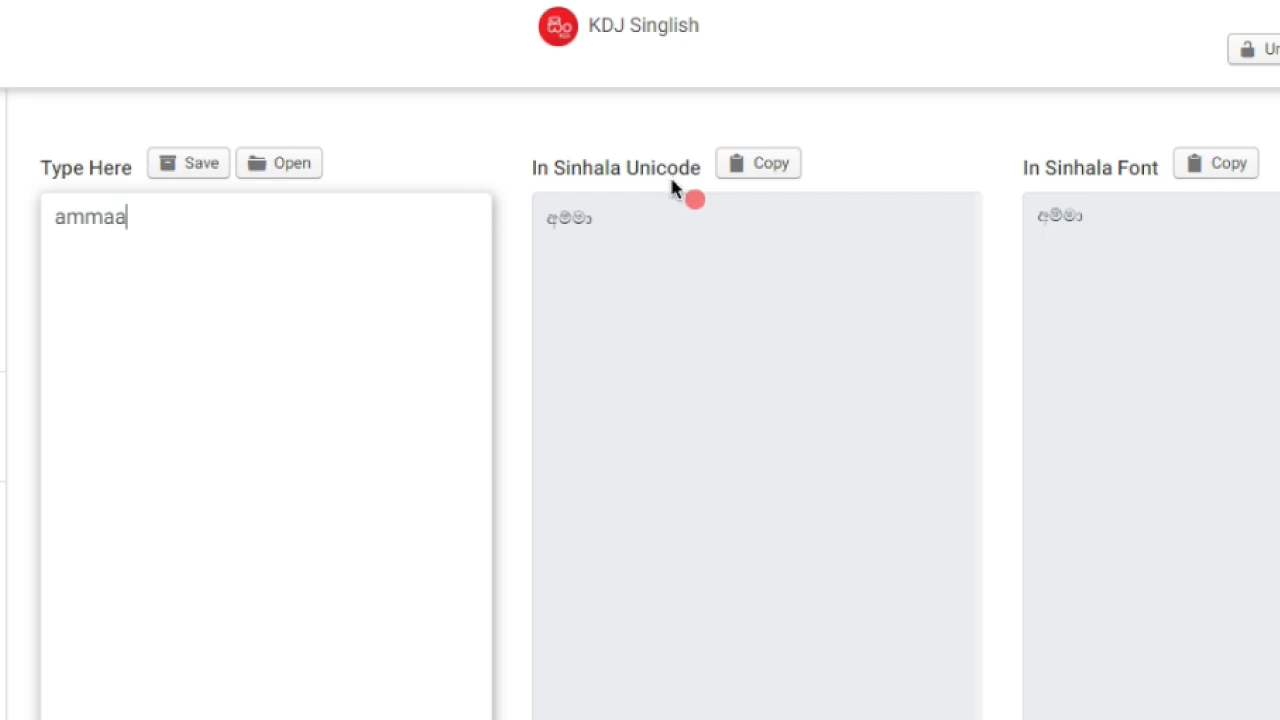 සිං
KDJ Singlish
Type Here
Save
Open
In Sinhala Unicode
Copy
In Sinhala Font
Copy
ammaa
අම්මා
අම්මා